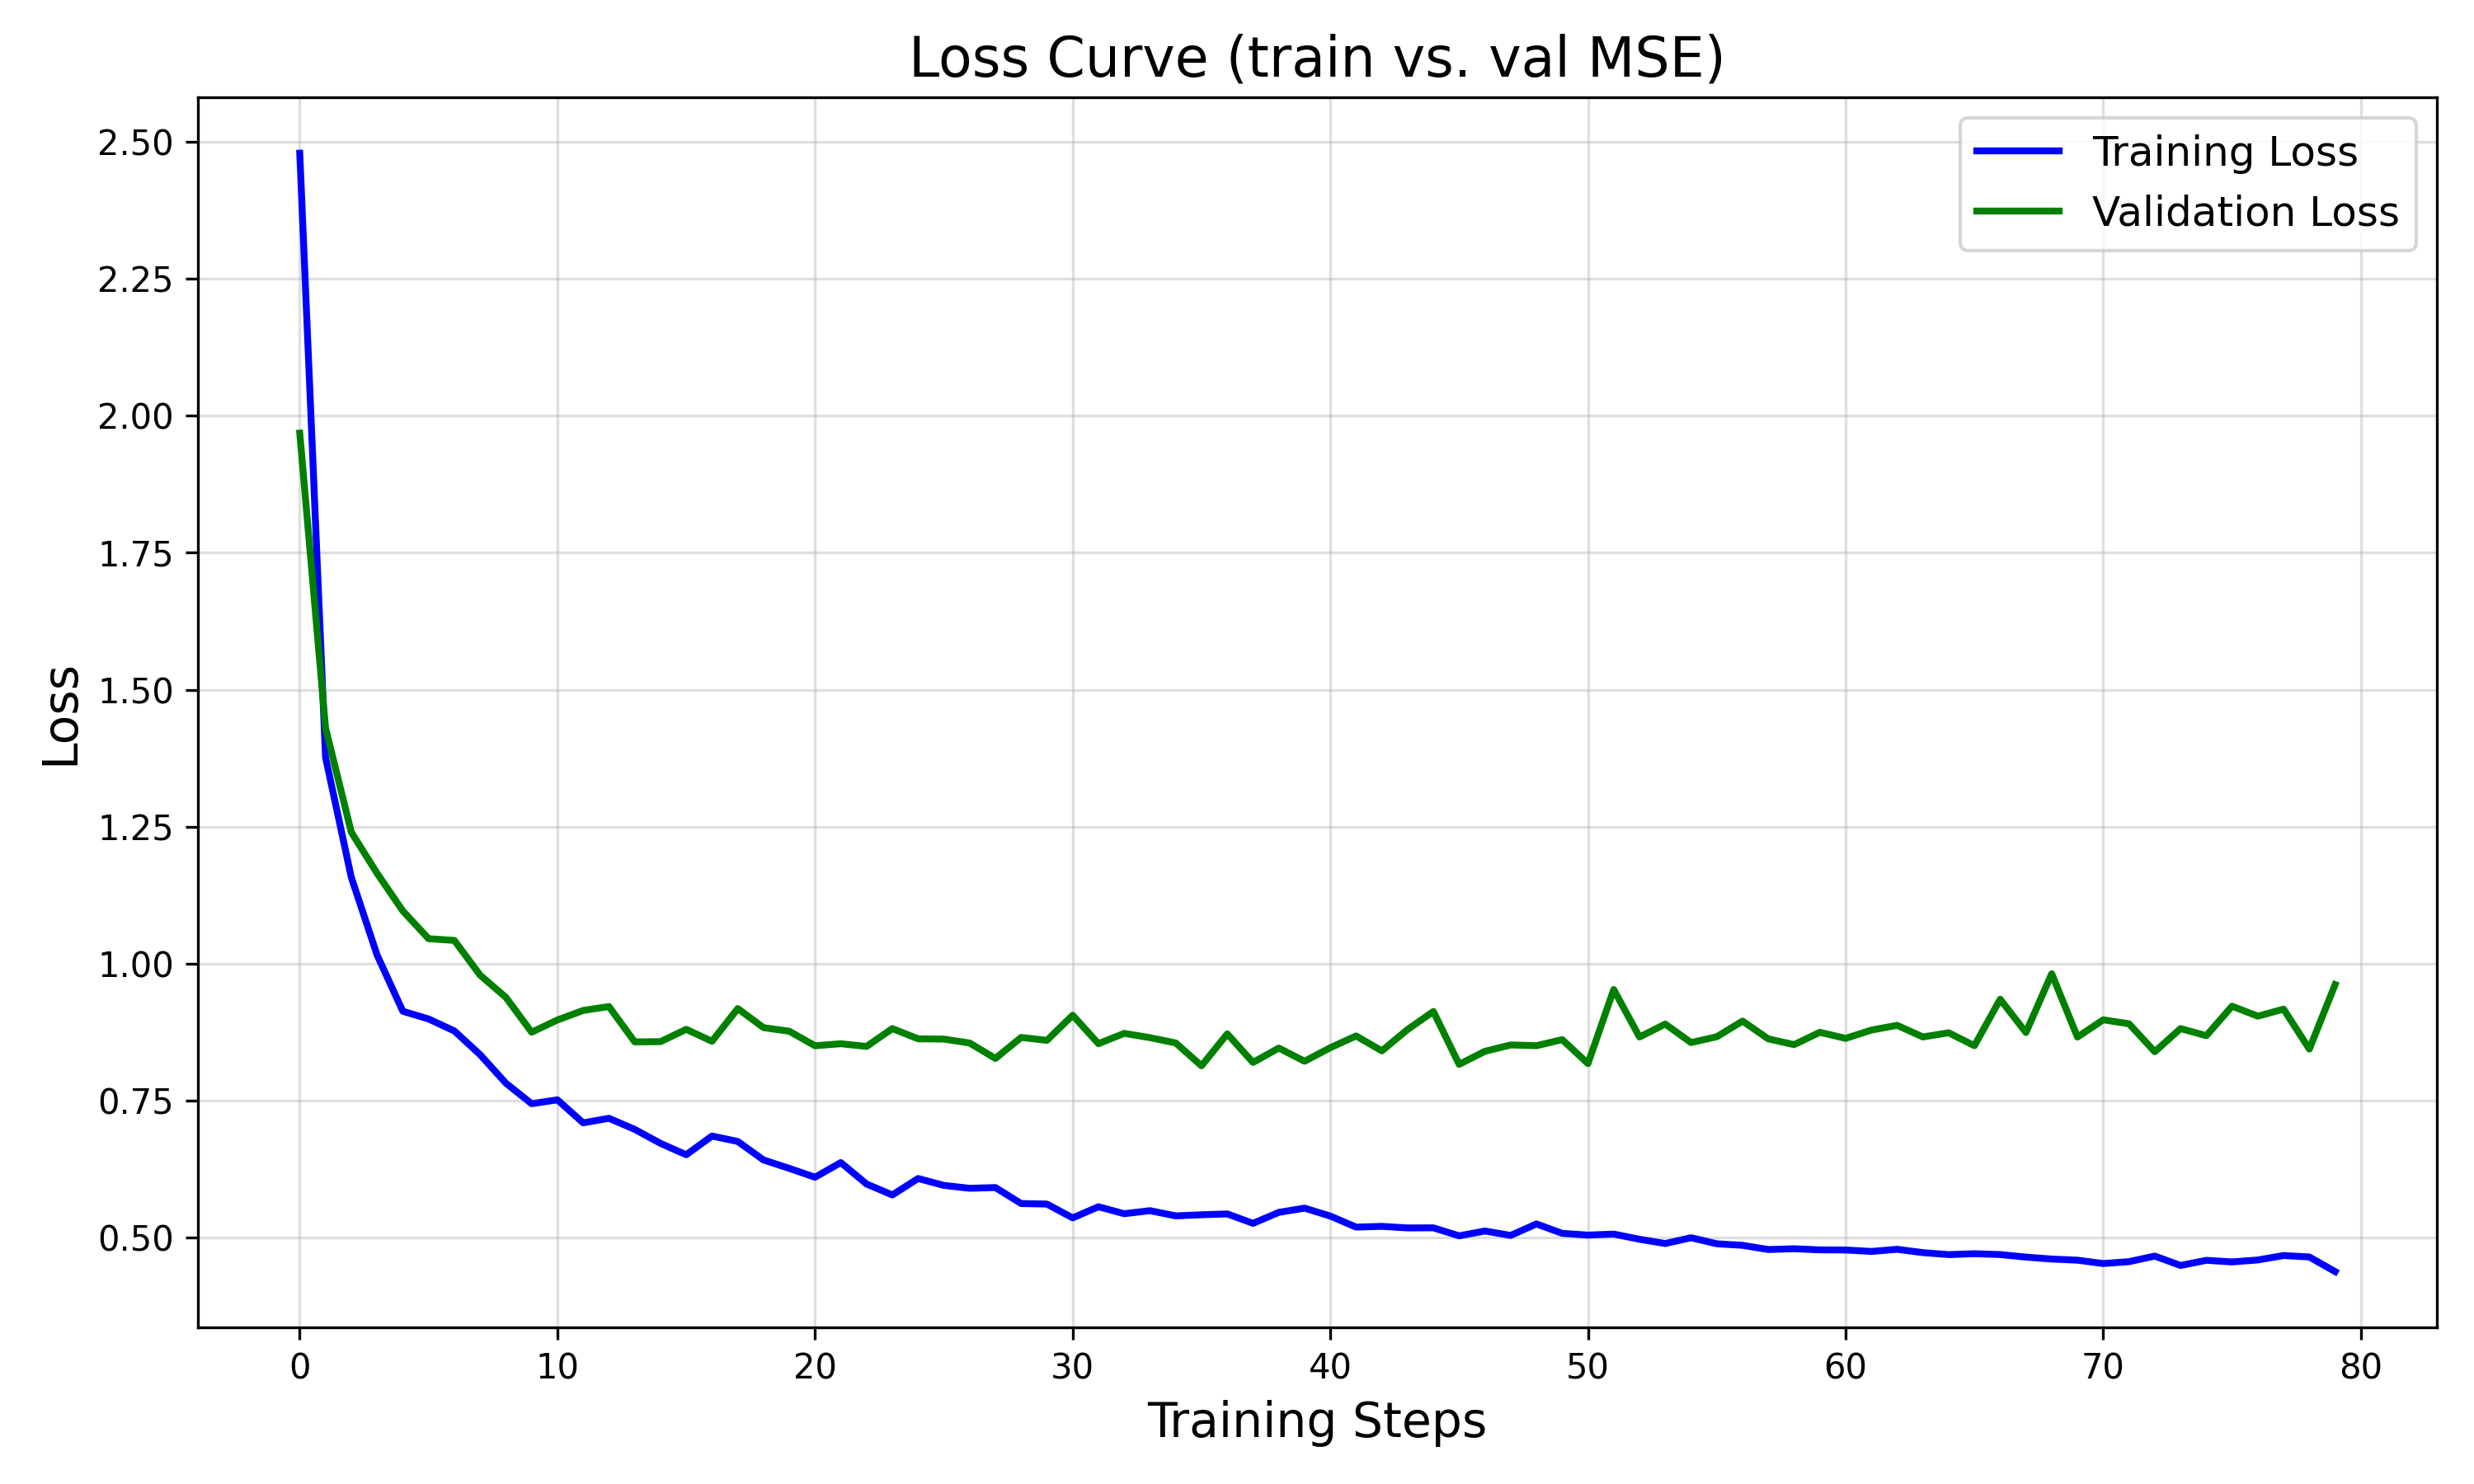 Loss Curve (train vs. val MSE)
Training Loss
Validation Loss
2.50
2.25
2.00
1.75
1.50
1.25
1.00
0.75
0.50
Loss
0 10 20 30 40 50 60 70 80
Training Steps